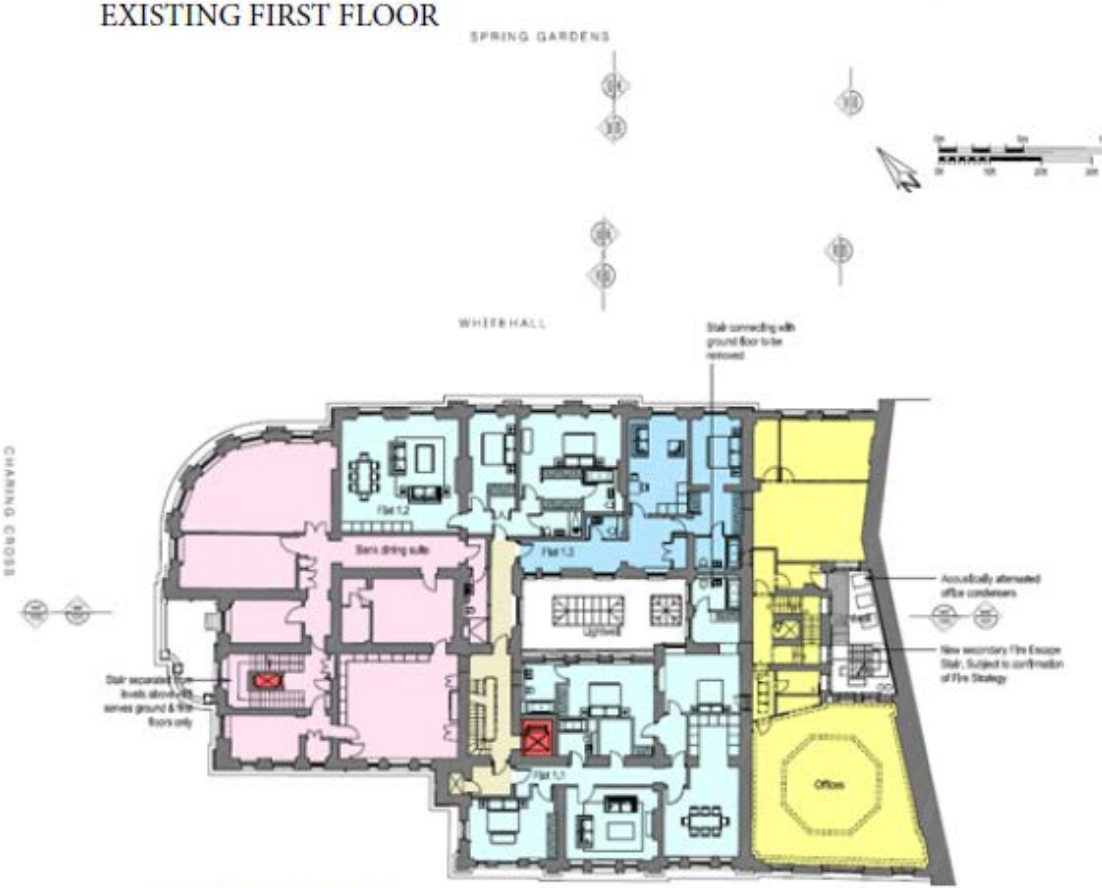 EXISTING FIRST FLOOR
SPRING GARDENS
WHITEHALL
Stair connecting with
ground floor to be
removed
CHARING CROSS
Flat 1.2
Bank dining suite
Flat 1.3
Lightwell
Acoustically attenuated
office condensers
New secondary Fire Escape
Stair, Subject to confirmation
of Fire Strategy
Stair separated from
levels above
serves ground & first
floors only
Flat 1.1
Offices